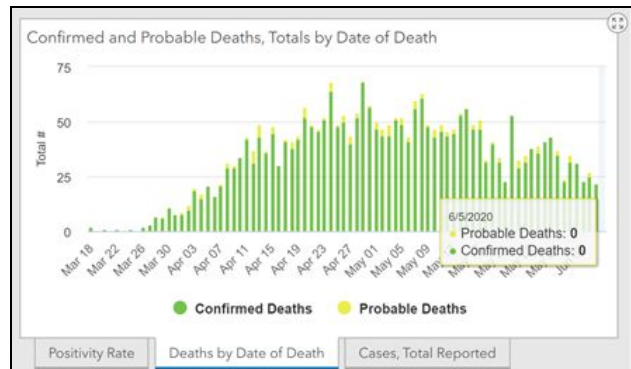 Confirmed and Probable Deaths, Totals by Date of Death
75
50
25
0
Total #
Mar 18
Mar 22
Mar 26
Mar 30
Apr 03
Apr 07
Apr 11
Apr 15
Apr 19
Apr 23
Apr 27
May 01
May 05
May 09
6/5/2020
Probable Deaths: 0
Confirmed Deaths: 0
Confirmed Deaths
Probable Deaths
Positivity Rate
Deaths by Date of Death
Cases, Total Reported